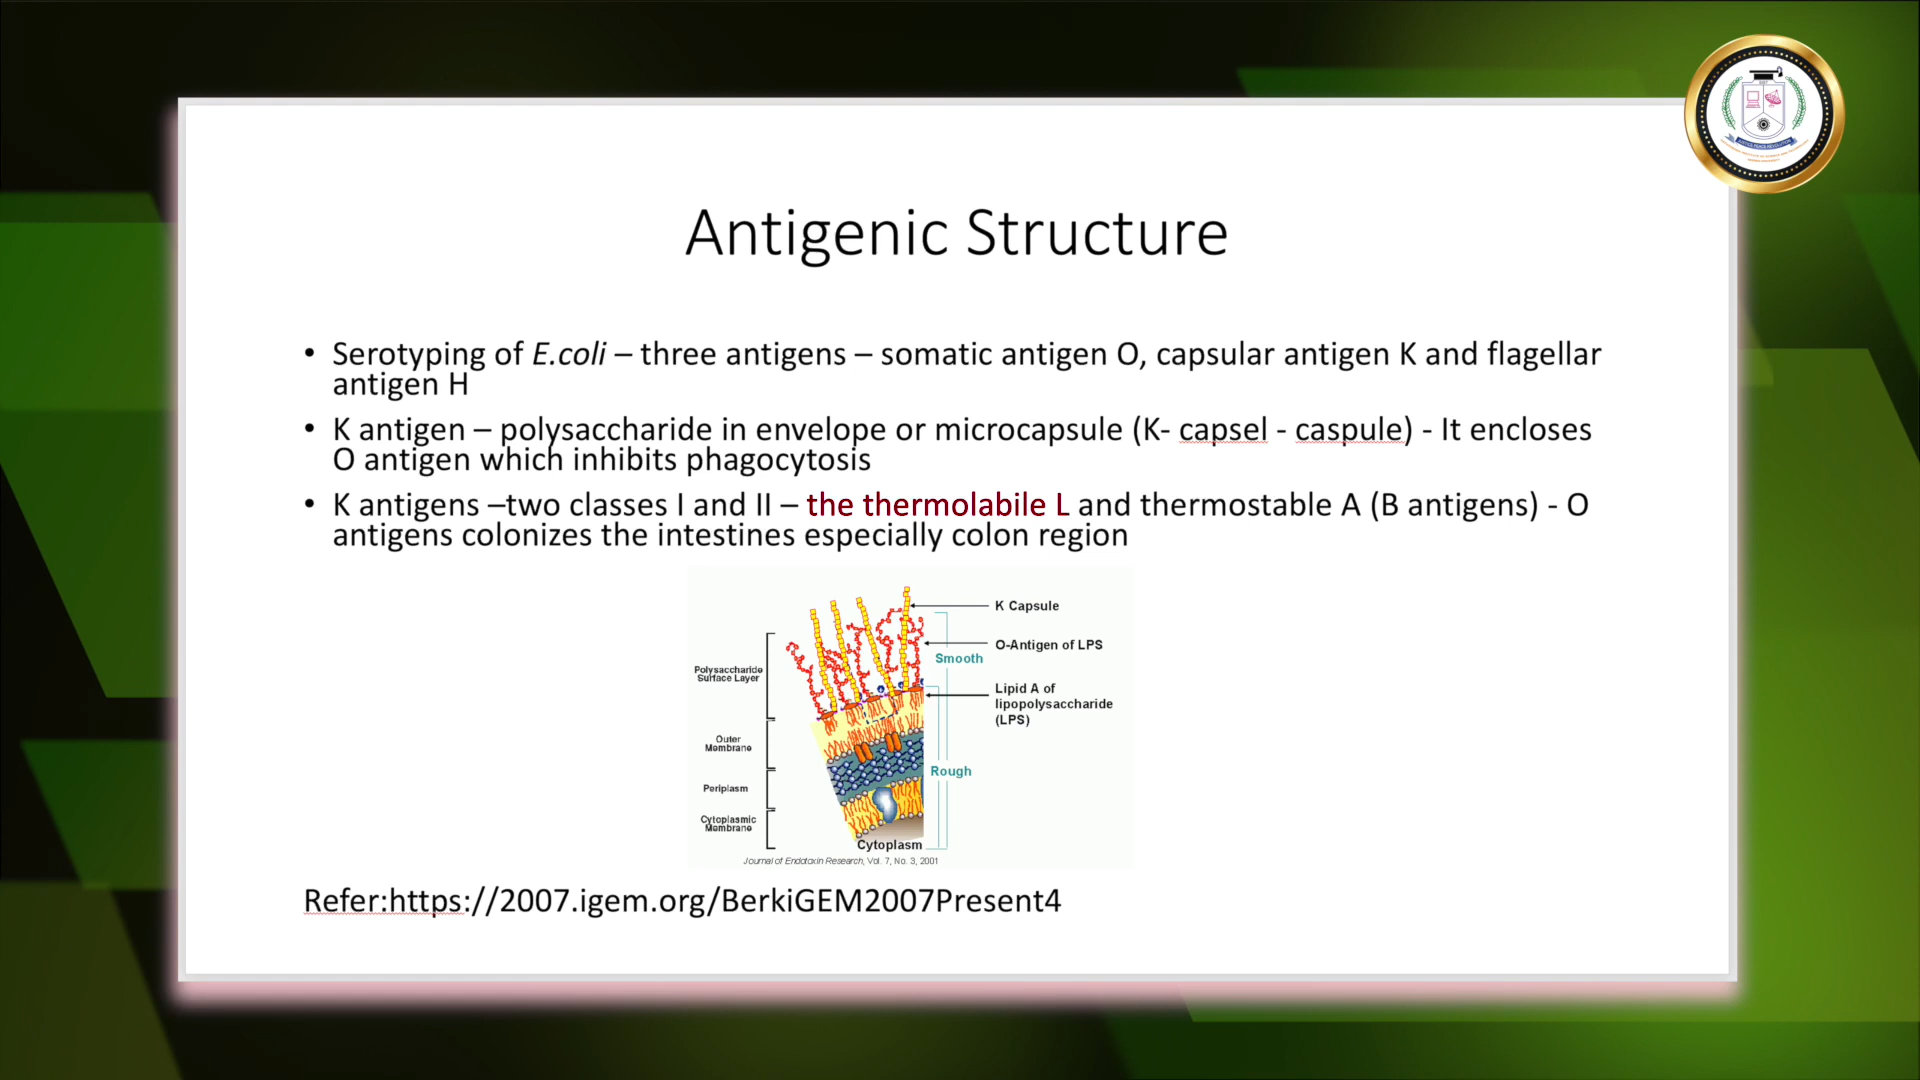 Antigenic Structure
• Serotyping of E.coli – three antigens – somatic antigen O, capsular antigen K and flagellar
antigen H
• K antigen – polysaccharide in envelope or microcapsule (K- capsel - caspule) - It encloses
O antigen which inhibits phagocytosis
• K antigens –two classes I and II – the thermolabile L and thermostable A (B antigens) - O
antigens colonizes the intestines especially colon region
K Capsule
O-Antigen of LPS
Smooth
Polysaccharide
Surface Layer
Lipid A of
lipopolysaccharide
(LPS)
Outer
Membrane
Rough
Periplasm
Cytoplasmic
Membrane
Cytoplasm
Journal of Endotoxin Research, Vol. 7, No. 3, 2001
Refer:https://2007.igem.org/BerkiGEM2007Present4